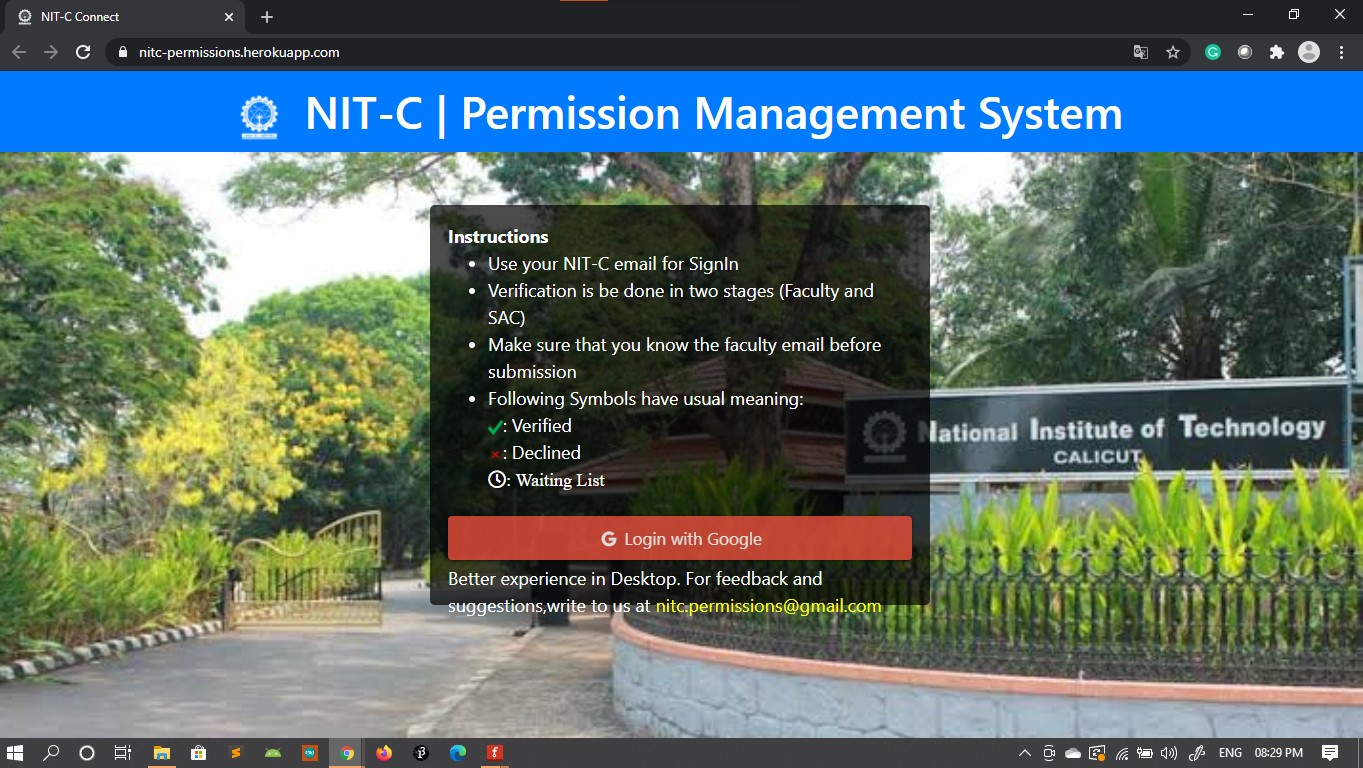 NIT-C Connect
nitc-permissions.herokuapp.com
NIT-C | Permission Management System
Instructions
Use your NIT-C email for SignIn
Verification is be done in two stages (Faculty and
SAC)
Make sure that you know the faculty email before
submission
Following Symbols have usual meaning:
: Verified
: Declined
: Waiting List
National Institute of Technology
CALICUT
G Login with Google
Better experience in Desktop. For feedback and
suggestions,write to us at nitc.permissions@gmail.com
ENG 08:29 PM